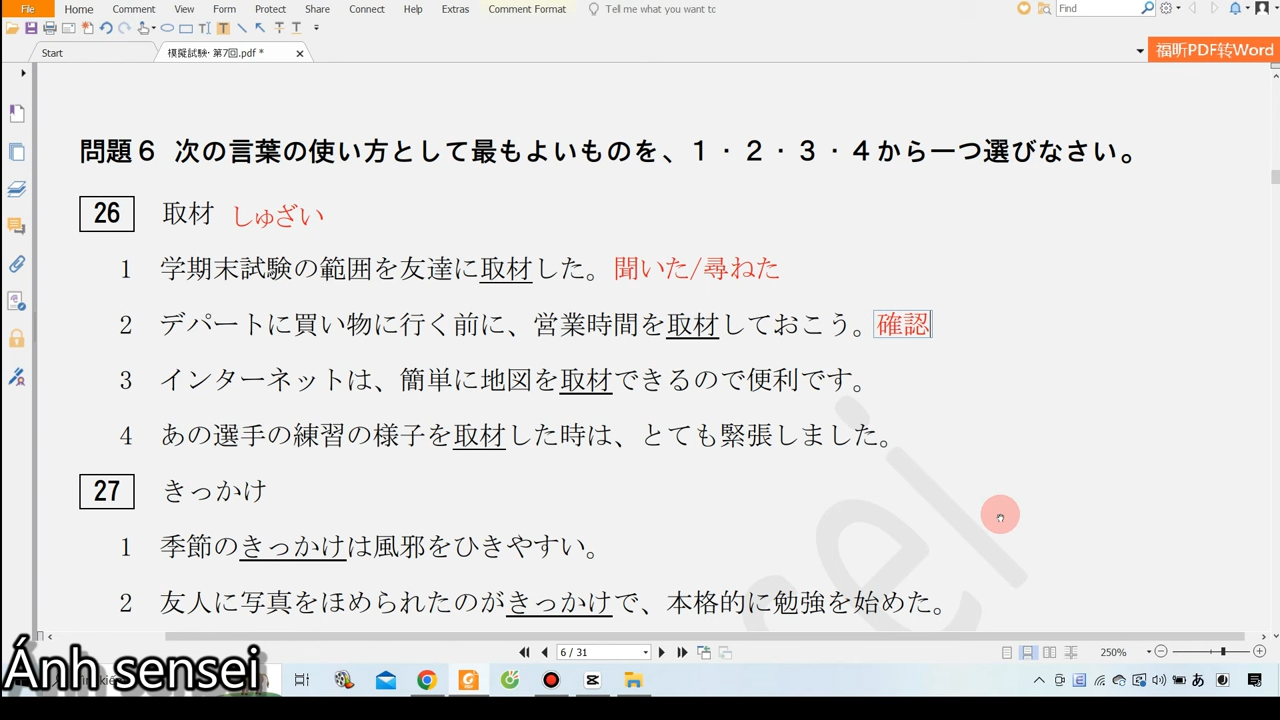 File Home Comment View Form Protect Share Connect Help Extras Comment Format Tell me what you want tc Find
Start 模擬試験・第7回.pdf * 福昕PDF转Word
問題６ 次の言葉の使い方として最もよいものを、１・２・３・４から一つ選びなさい。
26 取材 しゅざい
1 学期末試験の範囲を友達に取材した。 聞いた/尋ねた
2 デパートに買い物に行く前に、営業時間を取材しておこう。 確認
3 インターネットは、簡単に地図を取材できるので便利です。
4 あの選手の練習の様子を取材した時は、とても緊張しました。
27 きっかけ
1 季節のきっかけは風邪をひきやすい。
2 友人に写真をほめられたのがきっかけで、本格的に勉強を始めた。
6 / 31 250%
Ánh sensei
あ